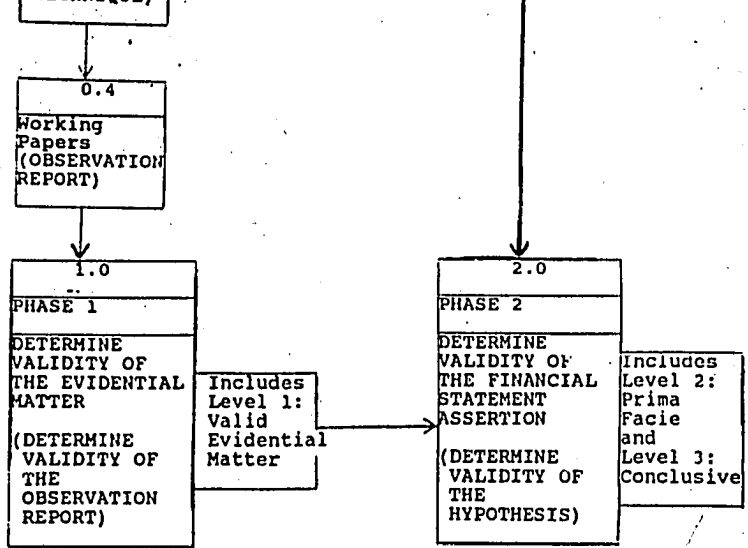 0.4
Working
Papers
(OBSERVATION
REPORT)
1.0
PHASE 1
DETERMINE
VALIDITY OF
THE EVIDENTIAL
MATTER
(DETERMINE
VALIDITY OF
THE
OBSERVATION
REPORT)
Includes
Level 1:
Valid
Evidential
Matter
2.0
PHASE 2
DETERMINE
VALIDITY OF
THE FINANCIAL
STATEMENT
ASSERTION
(DETERMINE
VALIDITY OF
THE
HYPOTHESIS)
Includes
Level 2:
Prima
Facie
and
Level 3:
Conclusive